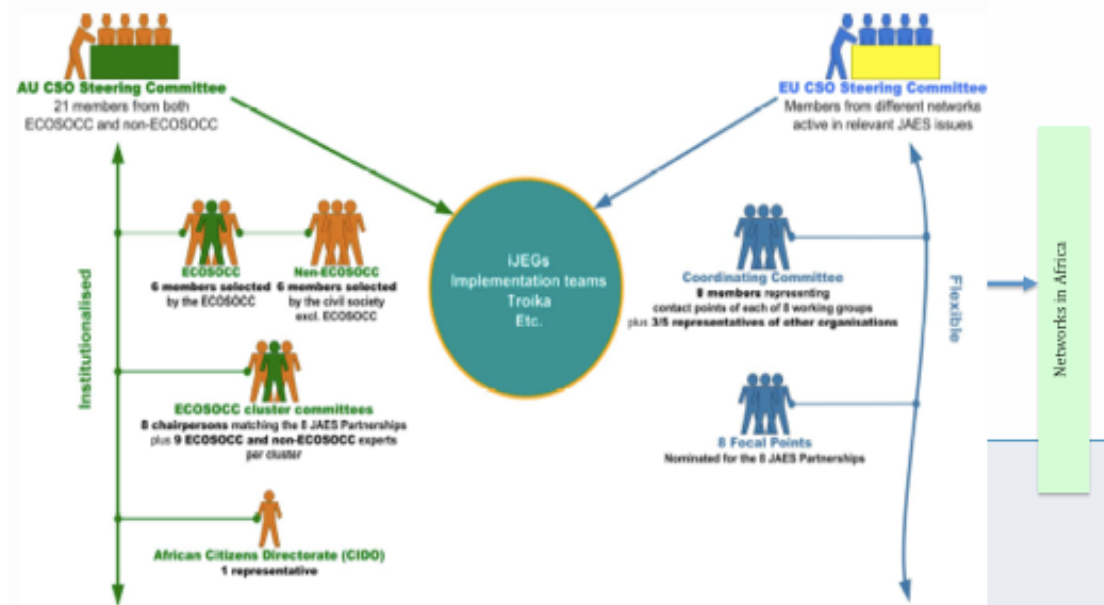 AU CSO Steering Committee
21 members from both
ECOSOCC and non-ECOSOCC
Institutionalised
ECOSOCC
6 members selected
by the ECOSOCC
Non-ECOSOCC
6 members selected
by the civil society
excl. ECOSOCC
ECOSOCC cluster committees
8 chairpersons matching the 8 JAES Partnerships
plus 9 ECOSOCC and non-ECOSOCC experts
per cluster
African Citizens Directorate (CIDO)
1 representative
iJEGs
Implementation teams
Troika
Etc.
EU CSO Steering Committee
Members from different networks
active in relevant JAES issues
Coordinating Committee
8 members representing
contact points of each of 8 working groups
plus 3/5 representatives of other organisations
8 Focal Points
Nominated for the 8 JAES Partnerships
Flexible
Networks in Africa